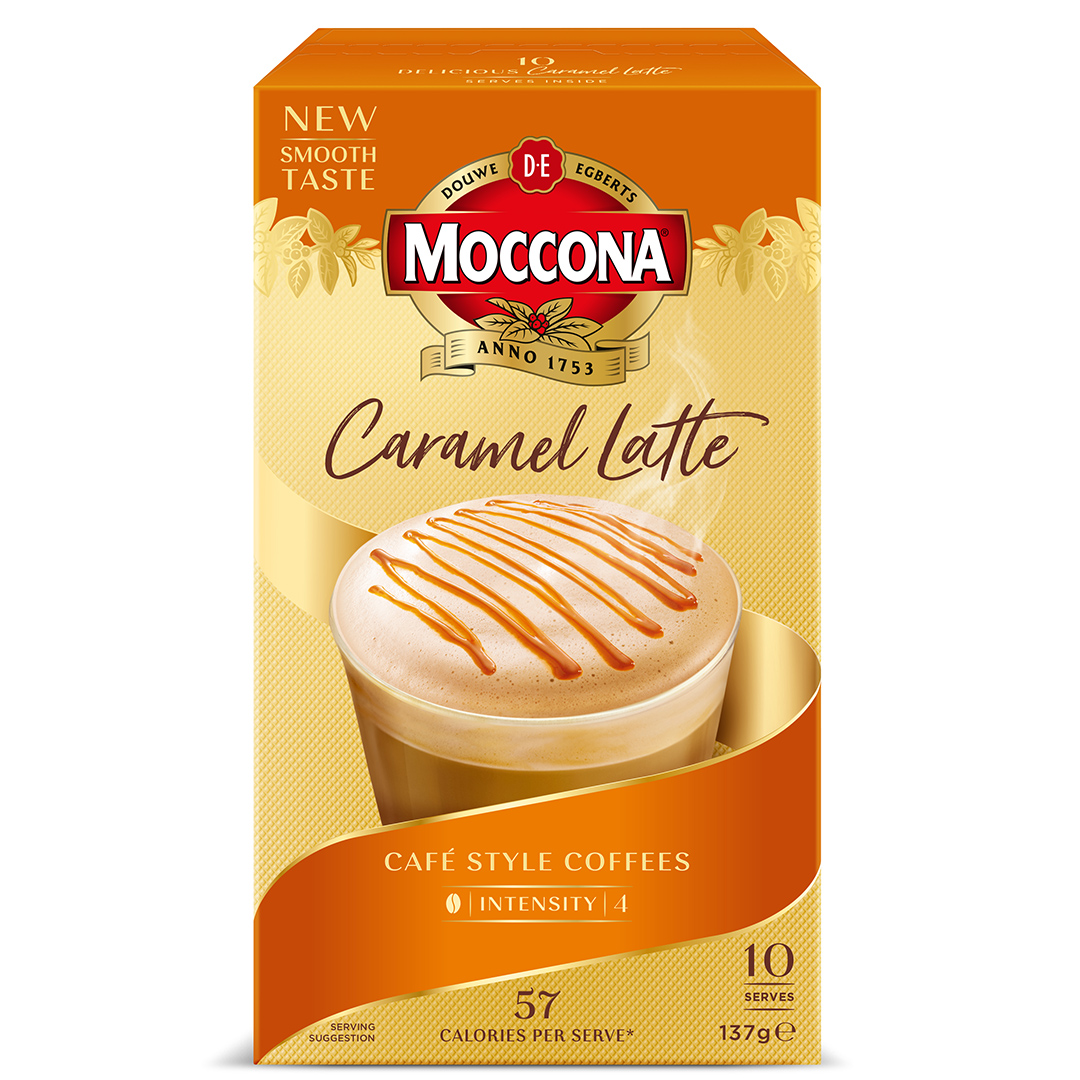 10
DELICIOUS Caramel Latte
SERVES INSIDE
NEW
SMOOTH
TASTE
DOUWE D·E EGBERTS
MOCCONA®
ANNO 1753
Caramel Latte
CAFÉ STYLE COFFEES
INTENSITY 4
10
SERVES
137g℮
57
CALORIES PER SERVE*
SERVING
SUGGESTION